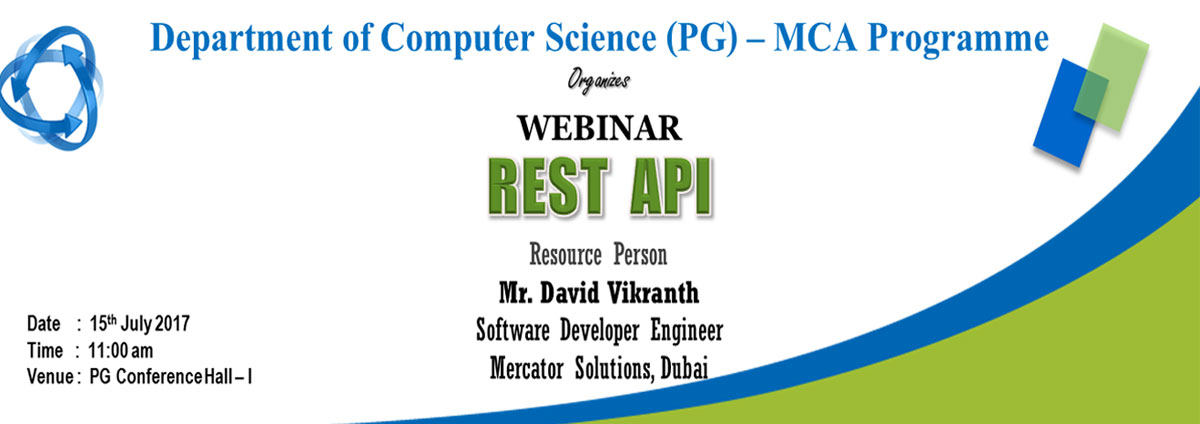 Department of Computer Science (PG) – MCA Programme
Organizes
WEBINAR
REST API
Resource Person
Mr. David Vikranth
Software Developer Engineer
Mercator Solutions, Dubai
Date : 15th July 2017
Time : 11:00 am
Venue : PG Conference Hall – I